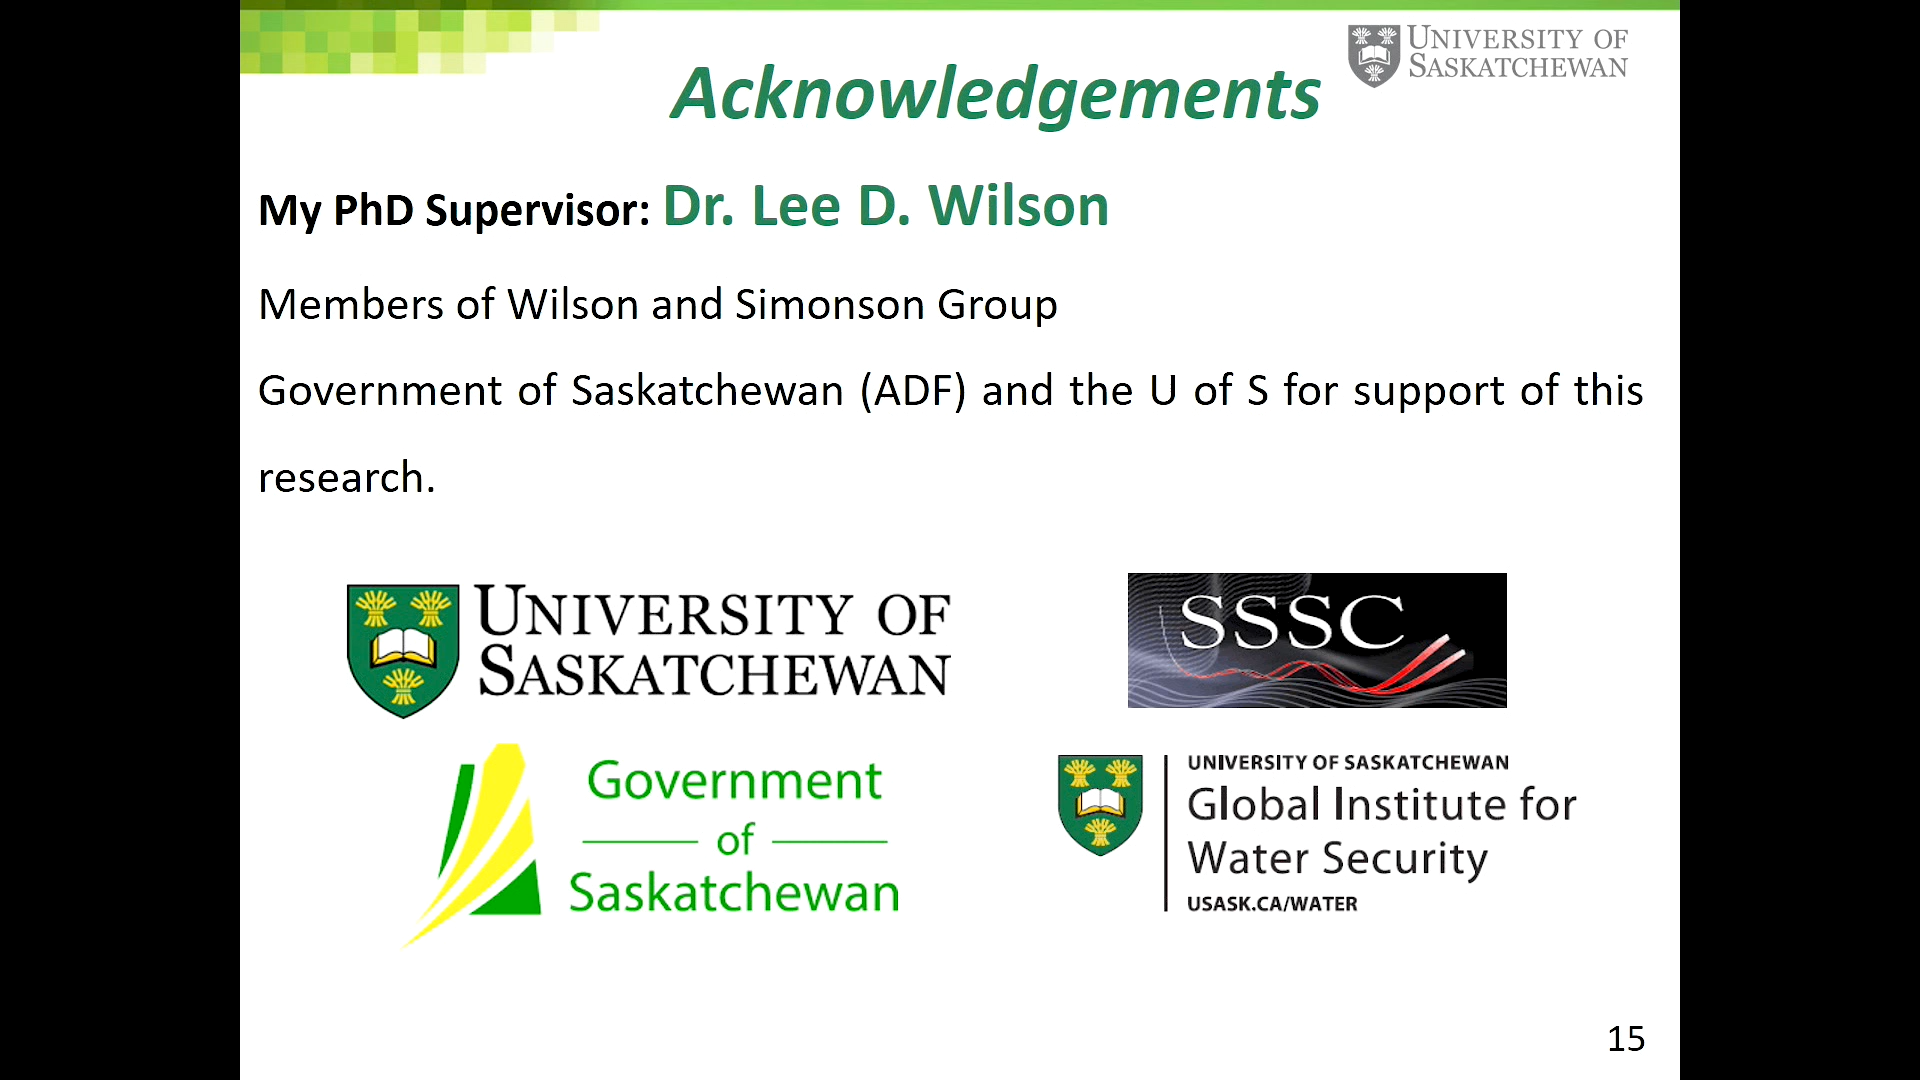 UNIVERSITY OF
SASKATCHEWAN
Acknowledgements
My PhD Supervisor: Dr. Lee D. Wilson
Members of Wilson and Simonson Group
Government of Saskatchewan (ADF) and the U of S for support of this
research.
UNIVERSITY OF
SASKATCHEWAN
SSSC
Government
of
Saskatchewan
UNIVERSITY OF SASKATCHEWAN
Global Institute for
Water Security
USASK.CA/WATER
15